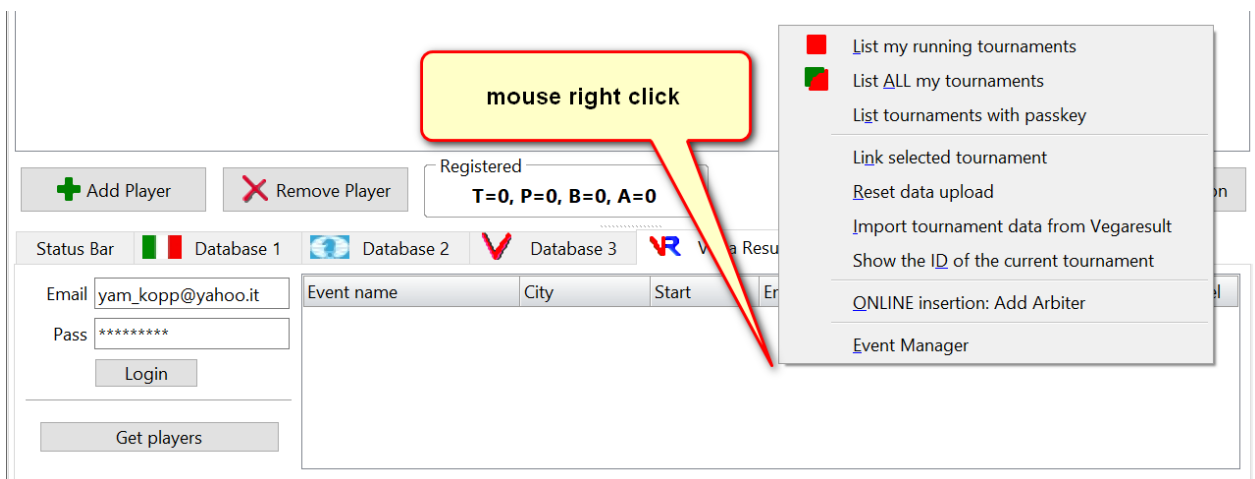 mouse right click
List my running tournaments
List ALL my tournaments
List tournaments with passkey
Link selected tournament
Reset data upload
Import tournament data from Vegaresult
Show the ID of the current tournament
ONLINE insertion: Add Arbiter
Event Manager
Add Player
Remove Player
Registered
T=0, P=0, B=0, A=0
Status Bar
Database 1
Database 2
Database 3
VR
Email
yam_kopp@yahoo.it
Pass
*********
Login
Get players
Event name
City
Start